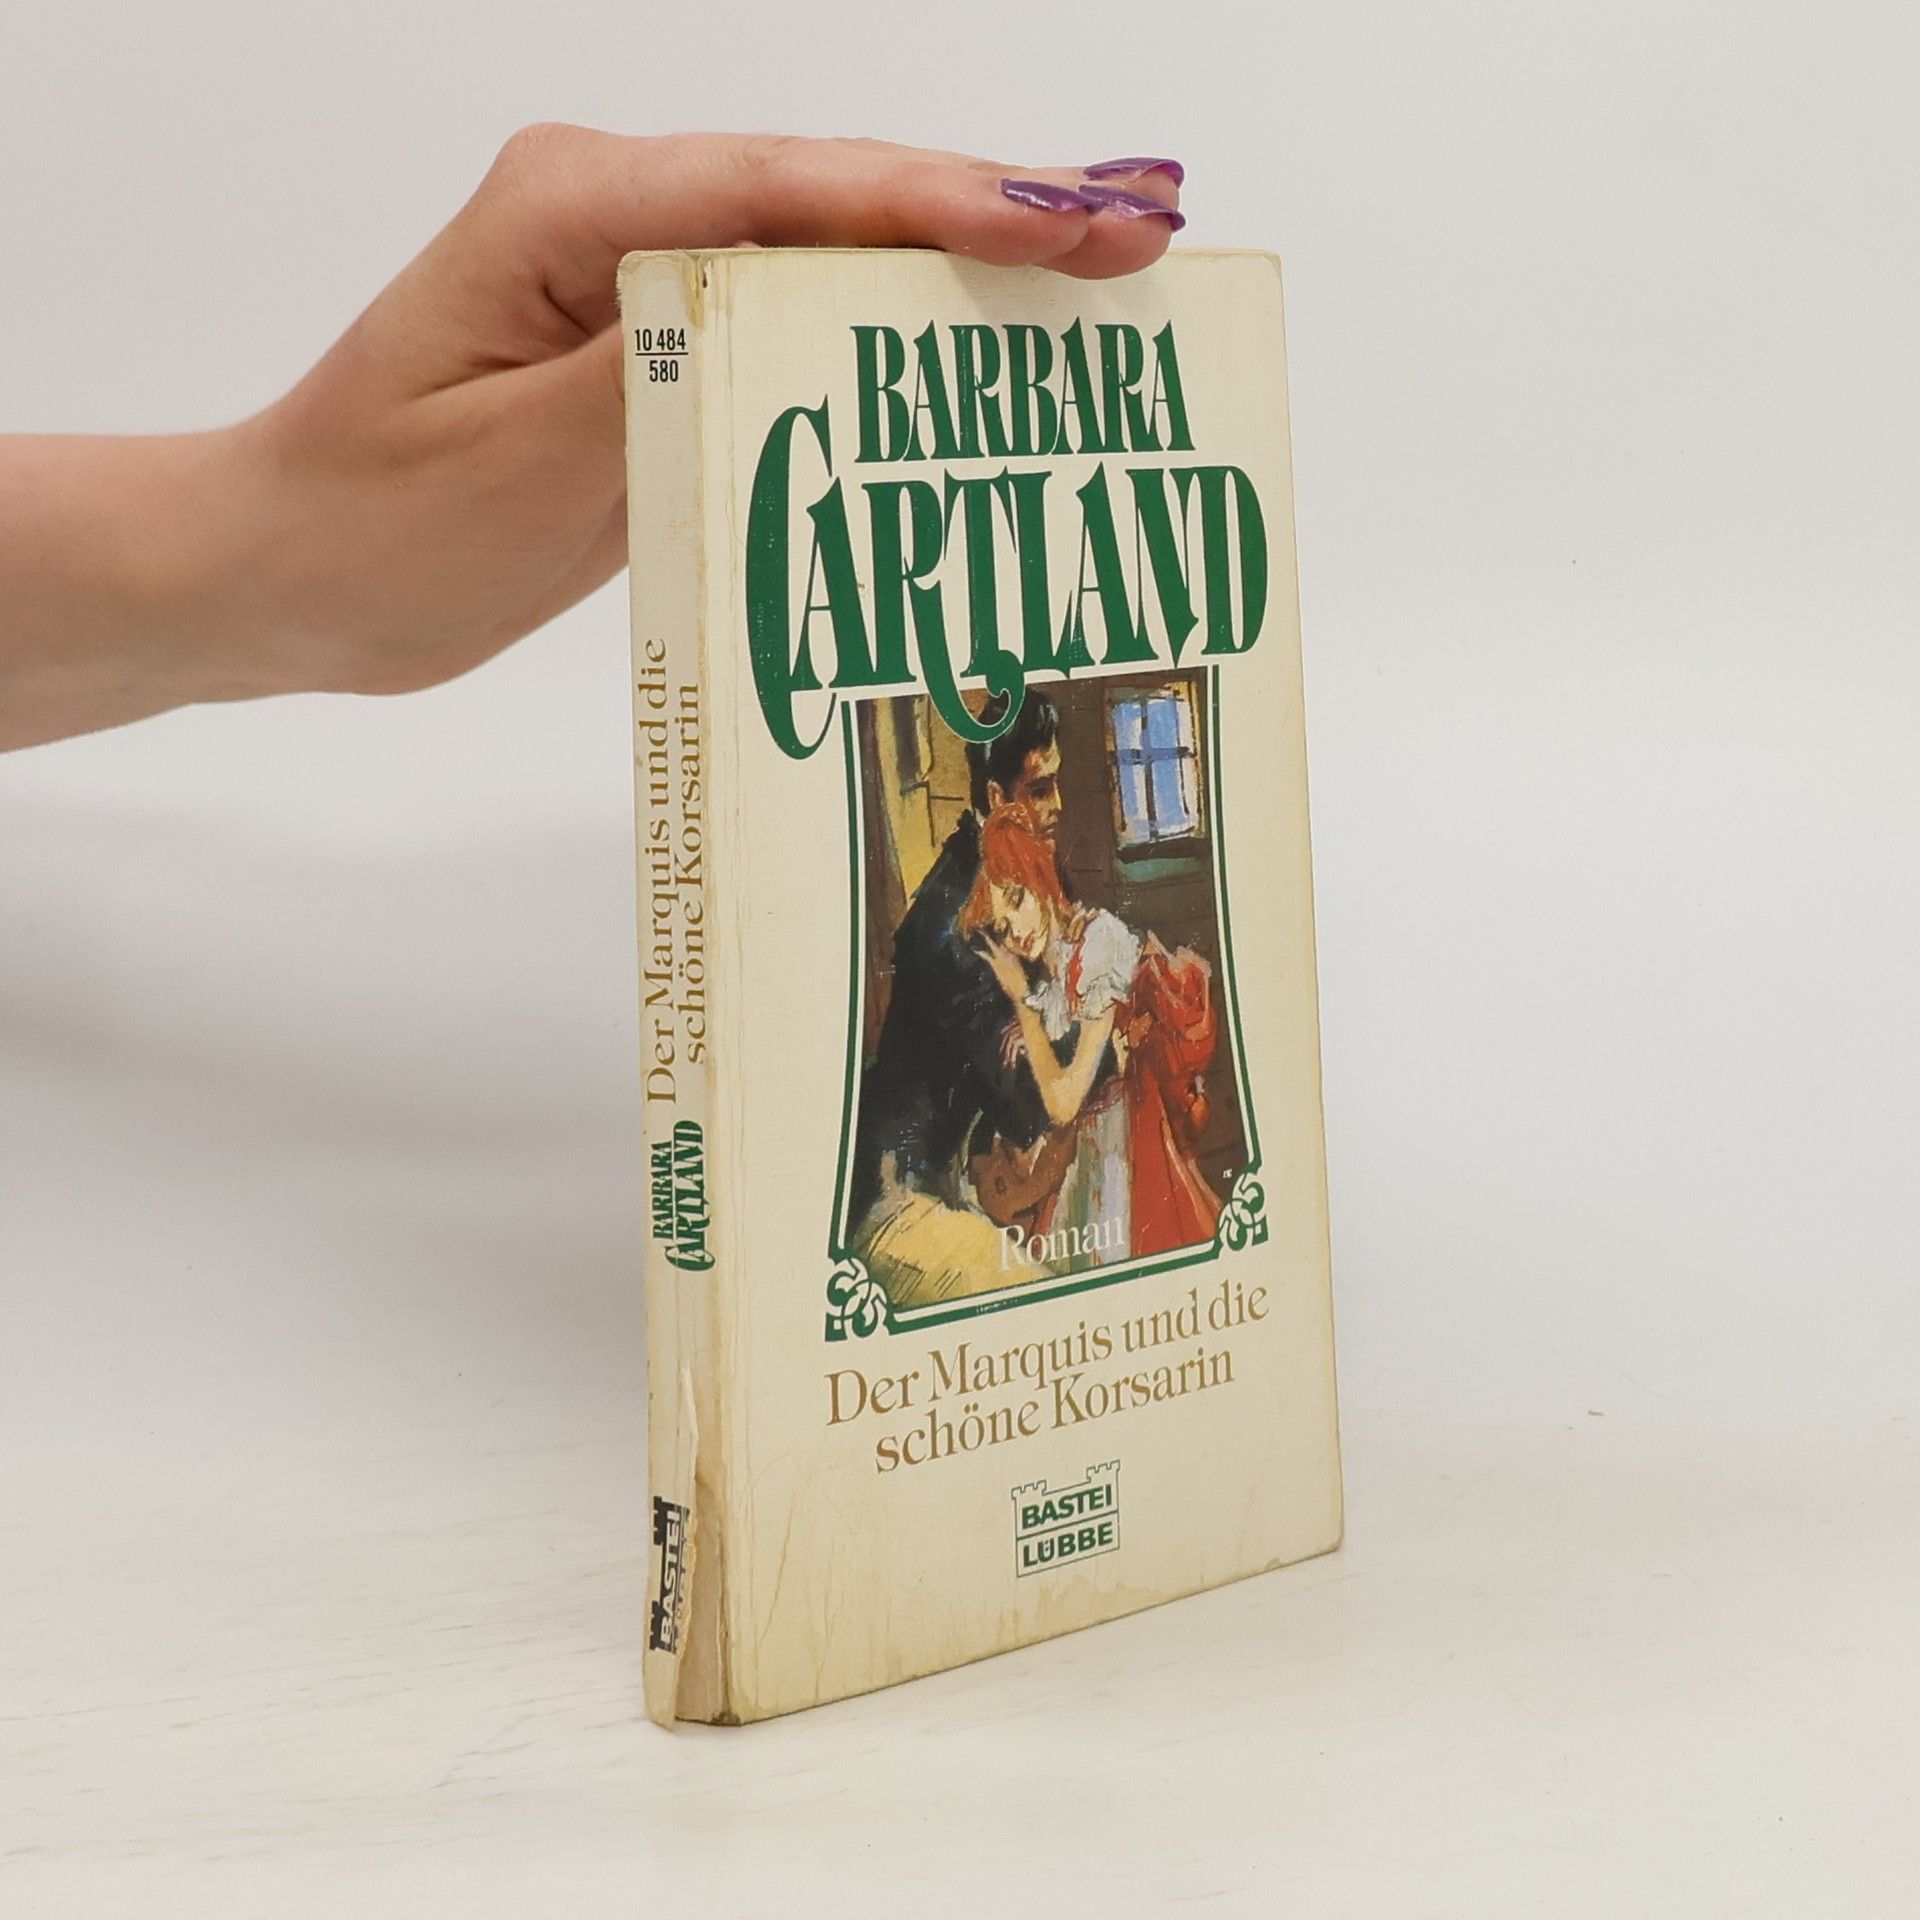 10 484
580
Der Marquis und die
schöne Korsarin
BARBARA
CARTLAND
BASTEI
BARBARA
CARTLAND
Roman
Der Marquis und die
schöne Korsarin
BASTEI
LÜBBE